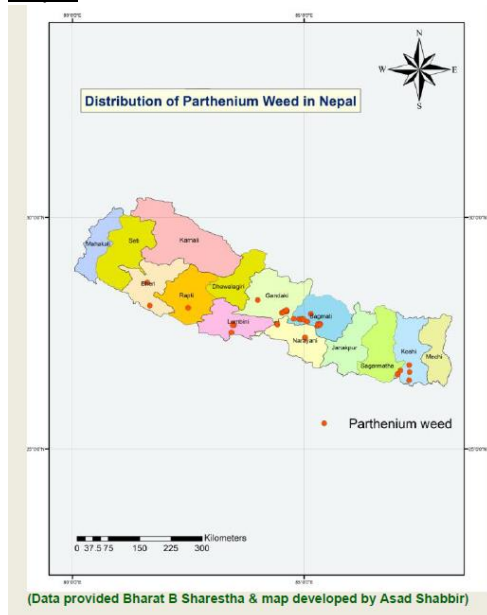 N
W E
S
Distribution of Parthenium Weed in Nepal
Mahakali
Seti
Karnali
Bheri
Rapti
Dhawalagiri
Gandaki
Lumbini
Bagmati
Narayani
Janakpur
Sagarmatha
Koshi
Mechi
Parthenium weed
Kilometers
0 37.5 75 150 225 300
(Data provided Bharat B Sharestha & map developed by Asad Shabbir)